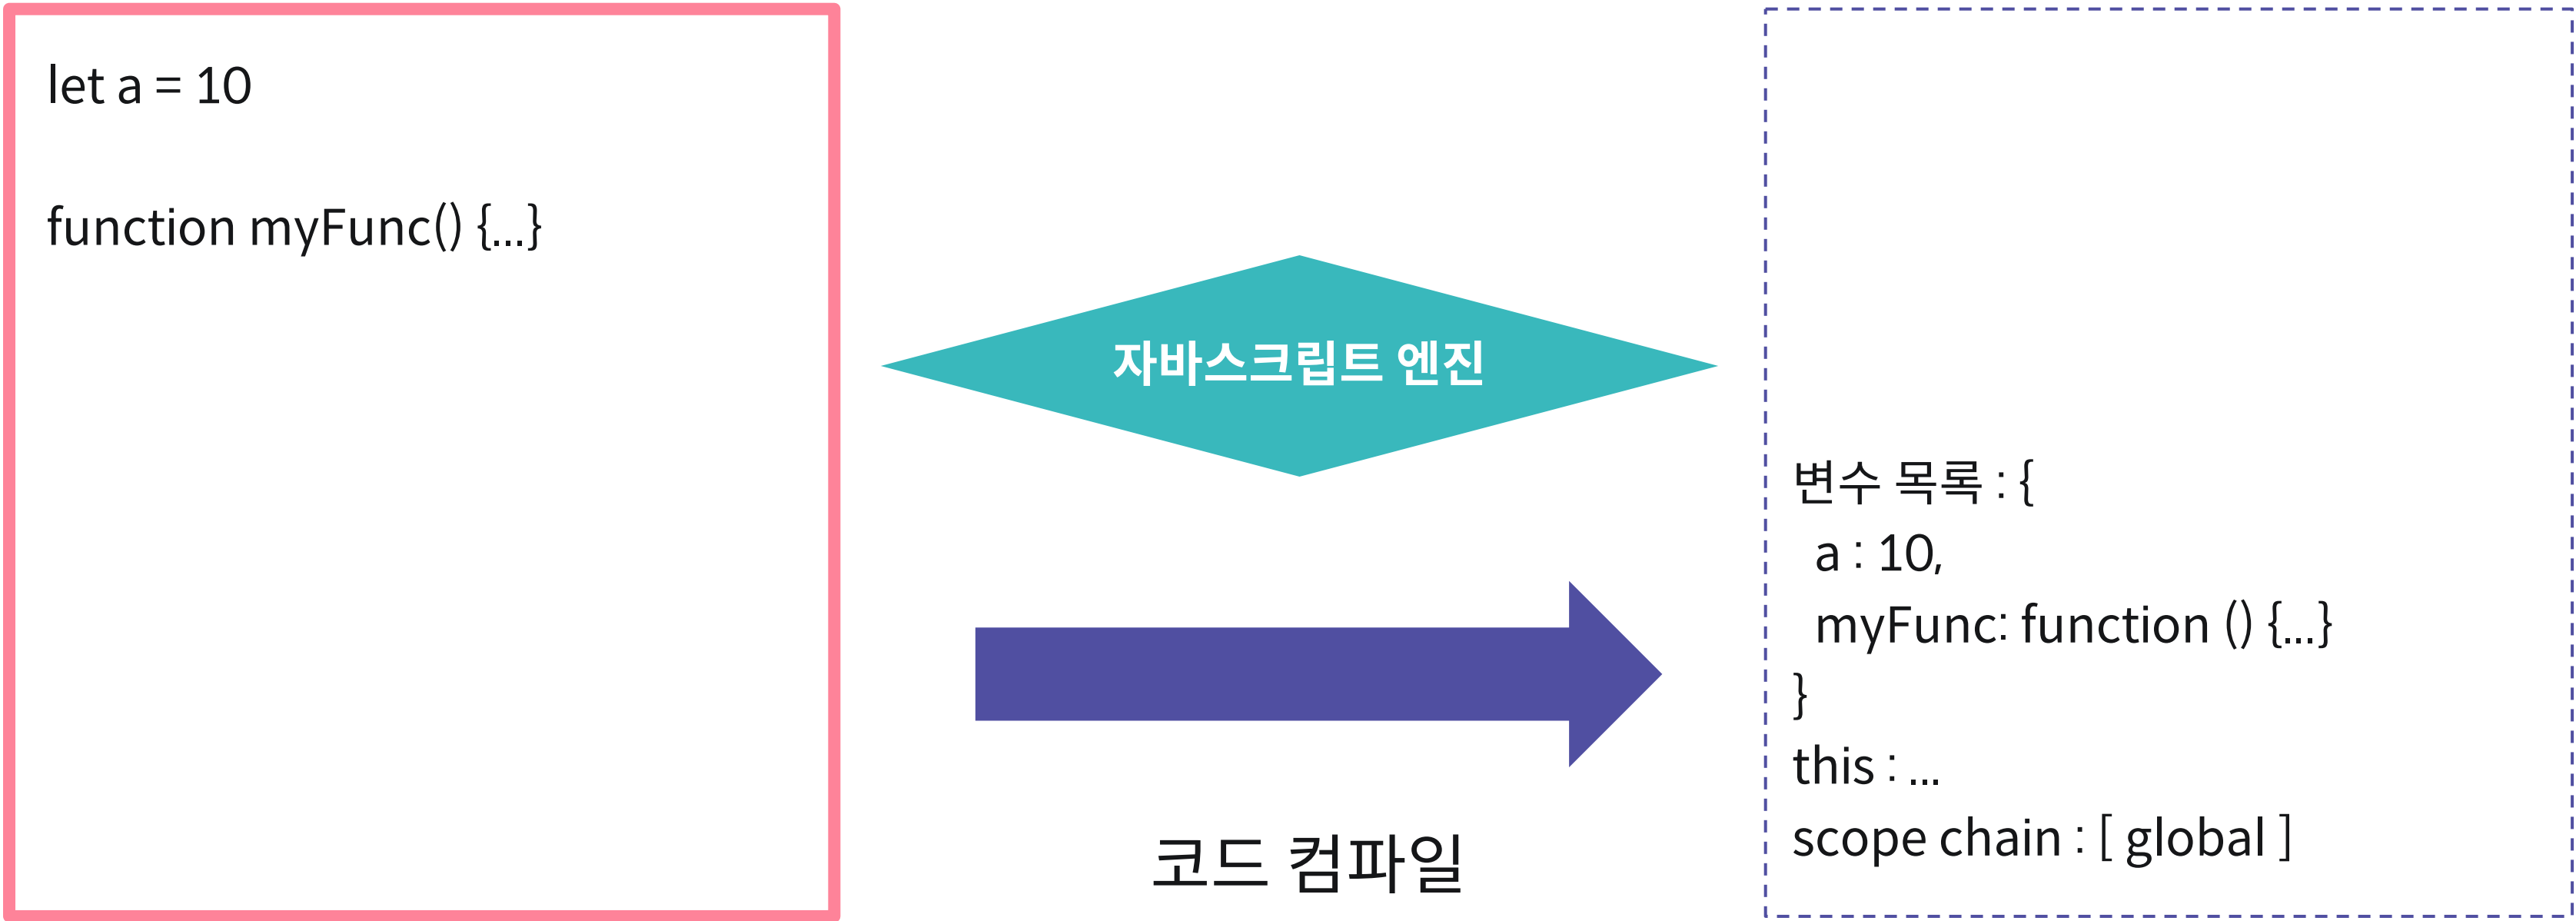 let a = 10
function myFunc() {...}
자바스크립트 엔진
코드 컴파일
변수 목록 : {
a : 10,
myFunc: function () {...}
}
this : ...
scope chain : [ global ]